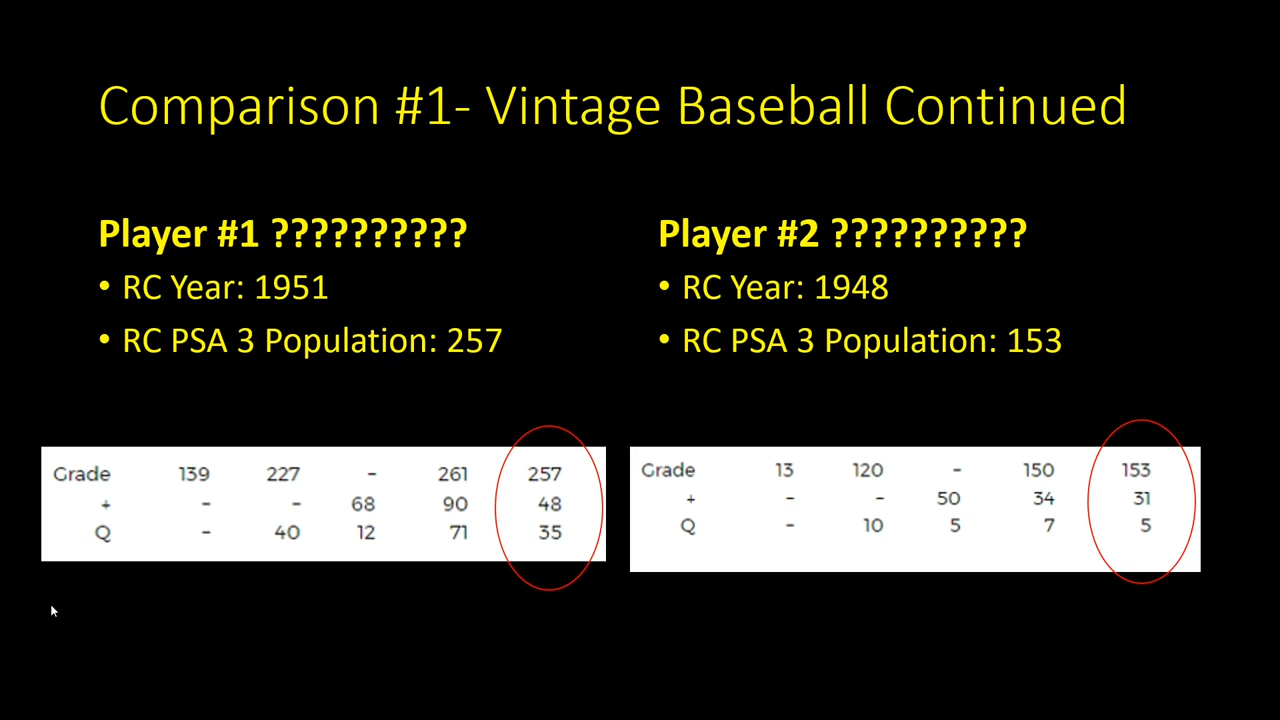 Comparison #1- Vintage Baseball Continued
Player #1 ??????????
• RC Year: 1951
• RC PSA 3 Population: 257
Player #2 ??????????
• RC Year: 1948
• RC PSA 3 Population: 153
Grade 139 227 - 261 257
+ - - 68 90 48
Q - 40 12 71 35
Grade 13 120 - 150 153
+ - - 50 34 31
Q - 10 5 7 5